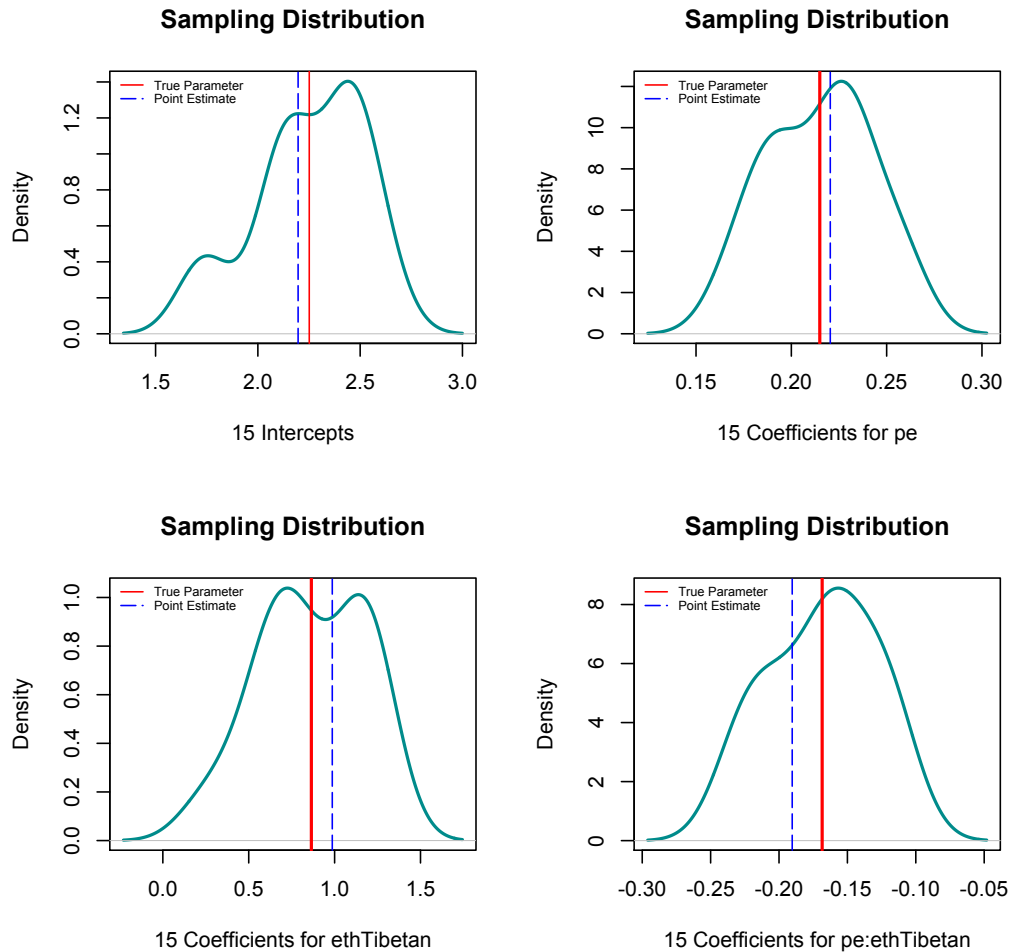 Sampling Distribution
True Parameter
Point Estimate
Density
0.0
0.4
0.8
1.2
1.5
2.0
2.5
3.0
15 Intercepts
Sampling Distribution
True Parameter
Point Estimate
Density
0
2
4
6
8
10
0.15
0.20
0.25
0.30
15 Coefficients for pe
Sampling Distribution
True Parameter
Point Estimate
Density
0.0
0.2
0.4
0.6
0.8
1.0
0.0
0.5
1.0
1.5
15 Coefficients for ethTibetan
Sampling Distribution
True Parameter
Point Estimate
Density
0
2
4
6
8
-0.30
-0.25
-0.20
-0.15
-0.10
-0.05
15 Coefficients for pe:ethTibetan